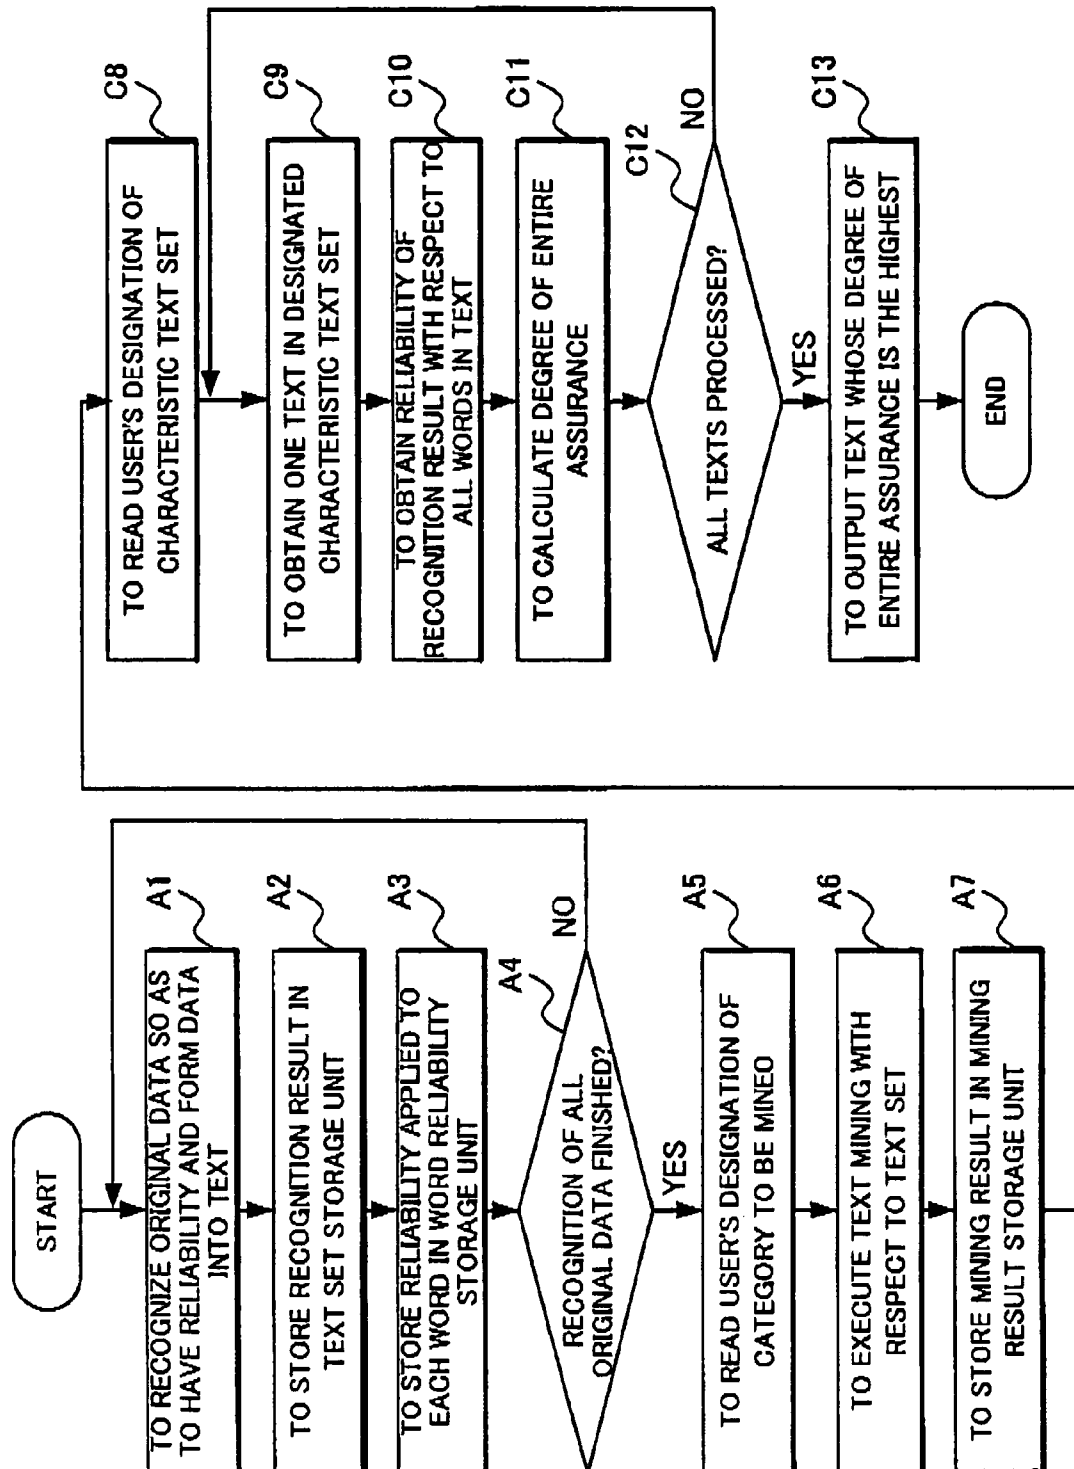 START
TO RECOGNIZE ORIGINAL DATA SO AS
TO HAVE RELIABILITY AND FORM DATA
INTO TEXT
A1
TO STORE RECOGNITION RESULT IN
TEXT SET STORAGE UNIT
A2
TO STORE RELIABILITY APPLIED TO
EACH WORD IN WORD RELIABILITY
STORAGE UNIT
A3
RECOGNITION OF ALL
ORIGINAL DATA FINISHED?
A4
NO
YES
TO READ USER'S DESIGNATION OF
CATEGORY TO BE MINEO
A5
TO EXECUTE TEXT MINING WITH
RESPECT TO TEXT SET
A6
TO STORE MINING RESULT IN MINING
RESULT STORAGE UNIT
A7
TO READ USER'S DESIGNATION OF
CHARACTERISTIC TEXT SET
C8
TO OBTAIN ONE TEXT IN DESIGNATED
CHARACTERISTIC TEXT SET
C9
TO OBTAIN RELIABILITY OF
RECOGNITION RESULT WITH RESPECT TO
ALL WORDS IN TEXT
C10
TO CALCULATE DEGREE OF ENTIRE
ASSURANCE
C11
ALL TEXTS PROCESSED?
C12
NO
YES
TO OUTPUT TEXT WHOSE DEGREE OF
ENTIRE ASSURANCE IS THE HIGHEST
C13
END